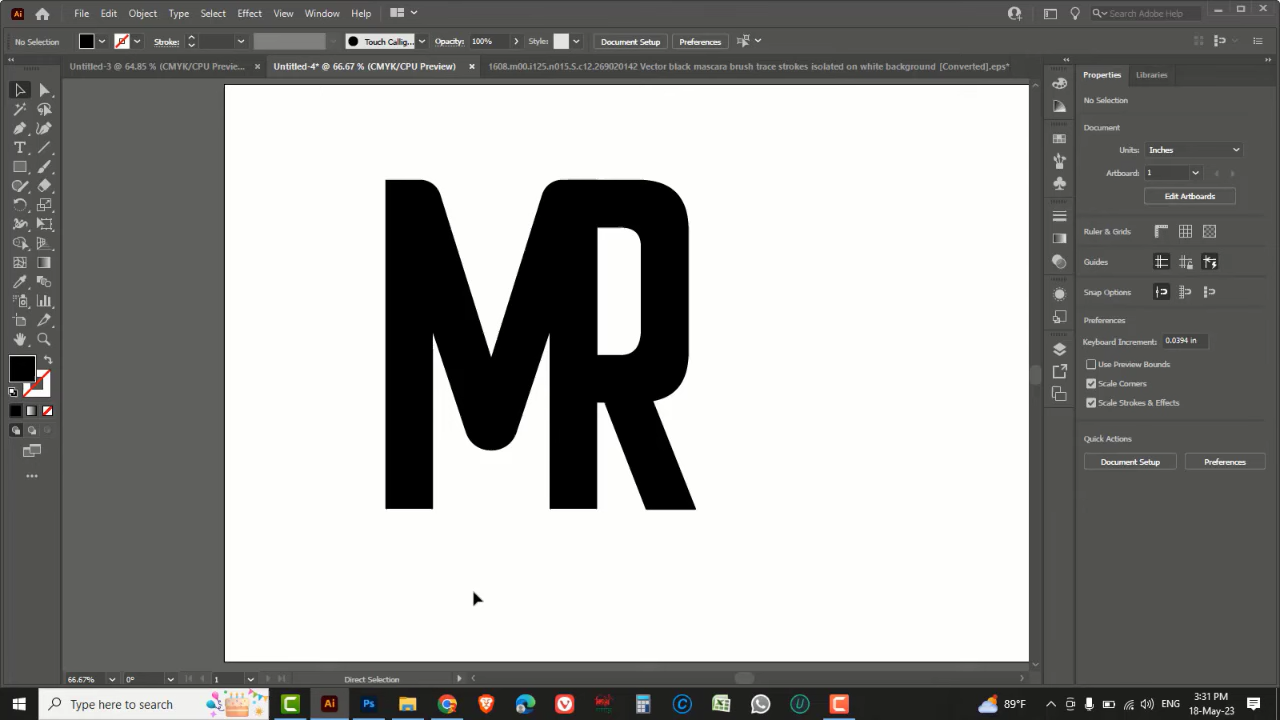 Ai File Edit Object Type Select Effect View Window Help Search Adobe Help
No Selection Stroke: Touch Callig... Opacity: 100% Style: Document Setup Preferences
Untitled-3 @ 64.85 % (CMYK/CPU Previe... × Untitled-4* @ 66.67 % (CMYK/CPU Preview) × 1608.m00.i125.n015.S.c12.269020142 Vector black mascara brush trace strokes isolated on white background [Converted].eps*
Properties Libraries
No Selection
Document
Units: Inches
Artboard: 1
Edit Artboards
Ruler & Grids
Guides
Snap Options
Preferences
Keyboard Increment: 0.0394 in
Use Preview Bounds
Scale Corners
Scale Strokes & Effects
Quick Actions
Document Setup Preferences
MR
66.67% 0° 1 Direct Selection
Type here to search Ai Ps 89°F ENG 3:31 PM
18-May-23